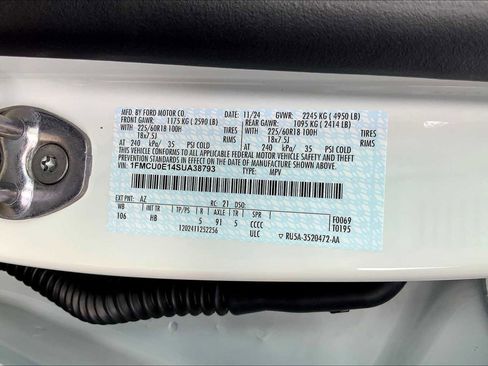 MFD. BY FORD MOTOR CO. 11/24 GVWR: 2245 KG ( 4950 LB)
FRONT GAWR: 1175 KG ( 2590 LB) REAR GAWR: 1095 KG ( 2414 LB)
WITH 225/60R18 100H TIRES WITH 225/60R18 100H TIRES
18x7.5J RIMS 18x7.5J RIMS
AT 240 kPa/ 35 PSI COLD AT 240 kPa/ 35 PSI COLD
THIS VEHICLE CONFORMS TO ALL APPLICABLE FEDERAL MOTOR VEHICLE SAFETY AND
THEFT PREVENTION STANDARDS IN EFFECT ON THE DATE OF MANUFACTURE SHOWN ABOVE.
VIN: 1FMCU0E14SUA38793 TYPE: MPV
EXT PNT: AZ RC: 21 DSO:
WB INT TR TP/PS R AXLE TR SPR F0069
106 HB 5 91 5 CCCC T0195
1202411252256 ULC ▽ RU5A-3520472-AA